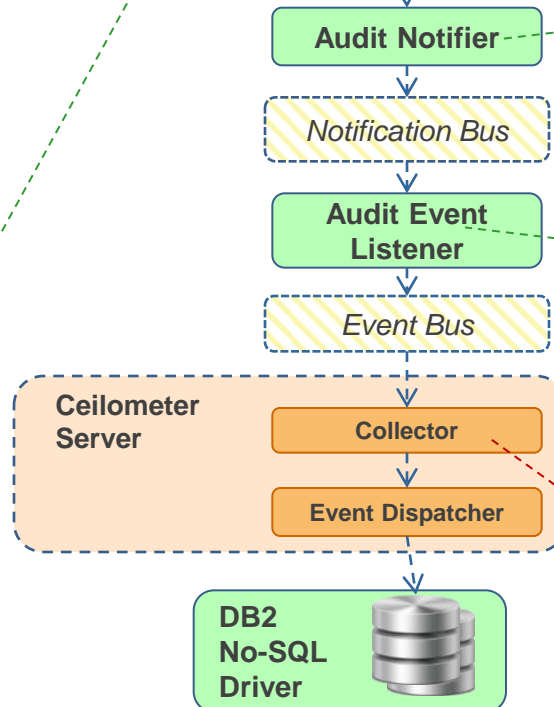 Audit Notifier
Notification Bus
Audit Event
Listener
Event Bus
Ceilometer
Server
Collector
Event Dispatcher
DB2
No-SQL
Driver